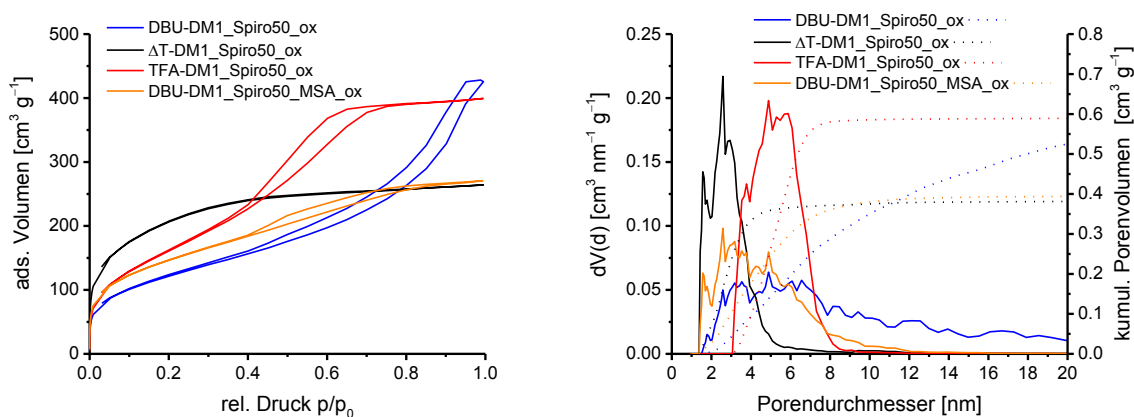 DBU-DM1_Spiro50_ox
ΔT-DM1_Spiro50_ox
TFA-DM1_Spiro50_ox
DBU-DM1_Spiro50_MSA_ox
ads. Volumen [cm³ g⁻¹]
500
400
300
200
100
0
0.0 0.2 0.4 0.6 0.8 1.0
rel. Druck p/p₀
DBU-DM1_Spiro50_ox
ΔT-DM1_Spiro50_ox
TFA-DM1_Spiro50_ox
DBU-DM1_Spiro50_MSA_ox
dV(d) [cm³ nm⁻¹ g⁻¹]
0.25
0.20
0.15
0.10
0.05
0.00
0 2 4 6 8 10 12 14 16 18 20
Porendurchmesser [nm]
0.8
0.7
0.6
0.5
0.4
0.3
0.2
0.1
0.0
kumul. Porenvolumen [cm³ g⁻¹]